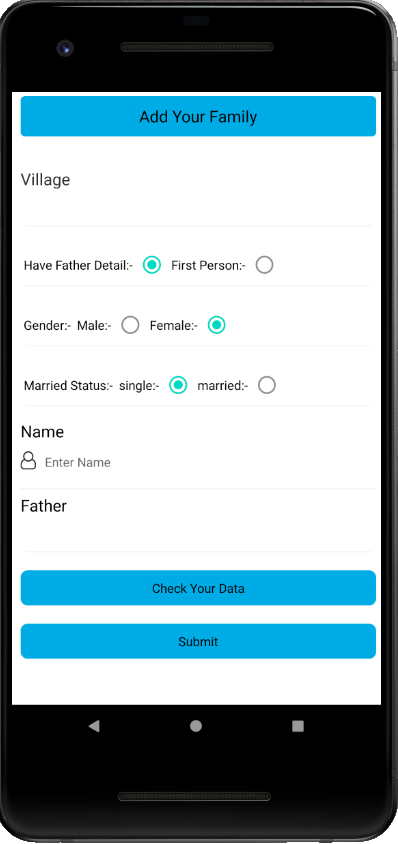 Add Your Family
Village
Have Father Detail:- First Person:-
Gender:- Male:- Female:-
Married Status:- single:- married:-
Name
Enter Name
Father
Check Your Data
Submit